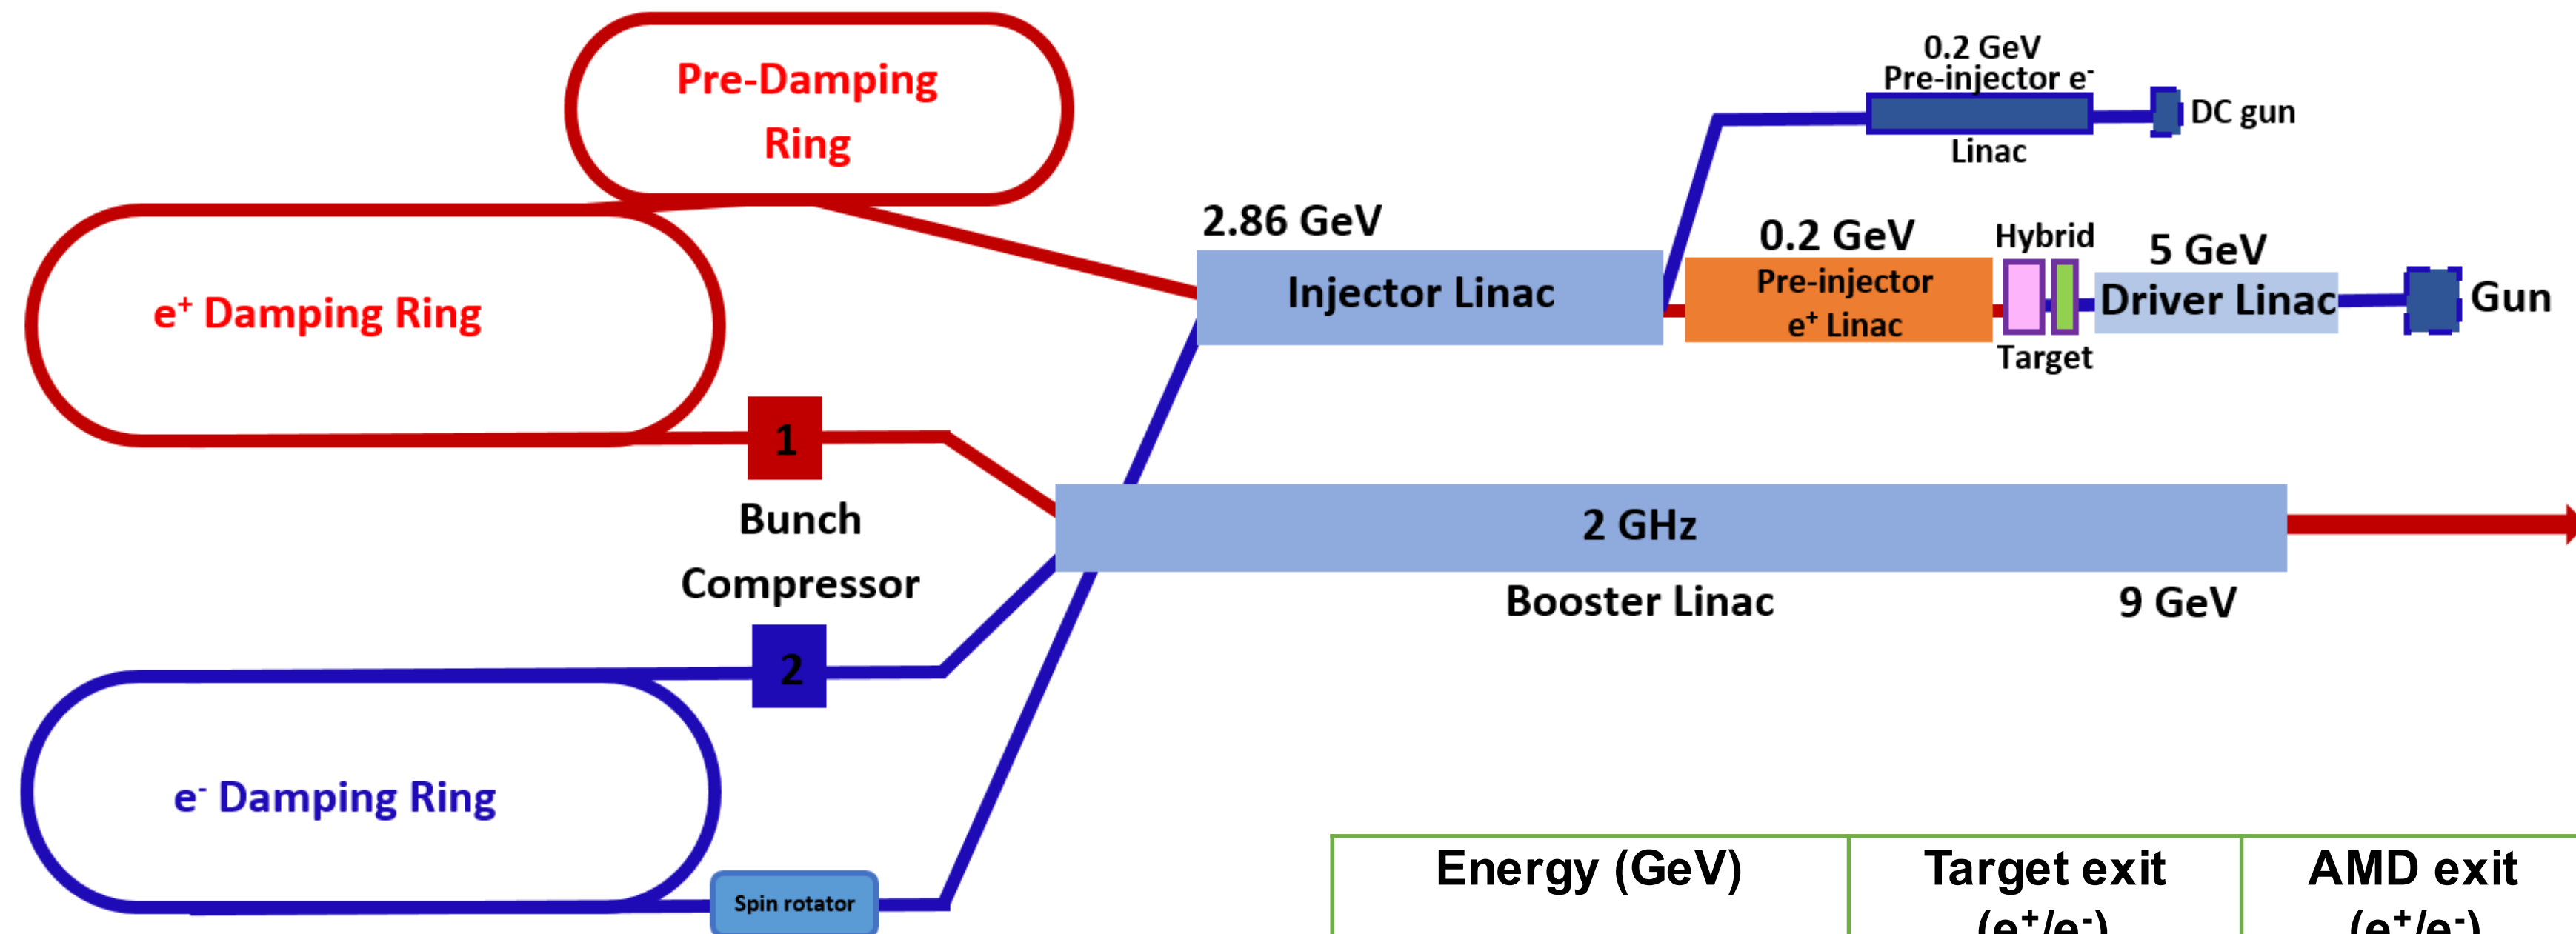 Pre-Damping
Ring
0.2 GeV
Pre-injector e⁻
Linac
DC gun
e⁺ Damping Ring
2.86 GeV
Injector Linac
0.2 GeV
Pre-injector
e⁺ Linac
Hybrid
Target
5 GeV
Driver Linac
Gun
1
Bunch
Compressor
2
2 GHz
Booster Linac
9 GeV
e⁻ Damping Ring
Spin rotator
Energy (GeV)
Target exit
(e⁺/e⁻)
AMD exit
(e⁺/e⁻)